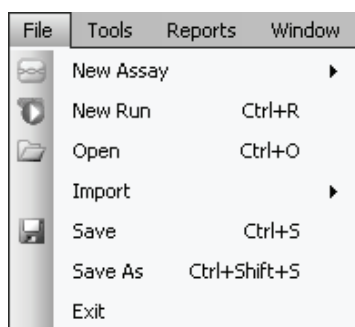 File Tools Reports Window
New Assay
New Run Ctrl+R
Open Ctrl+O
Import
Save Ctrl+S
Save As Ctrl+Shift+S
Exit